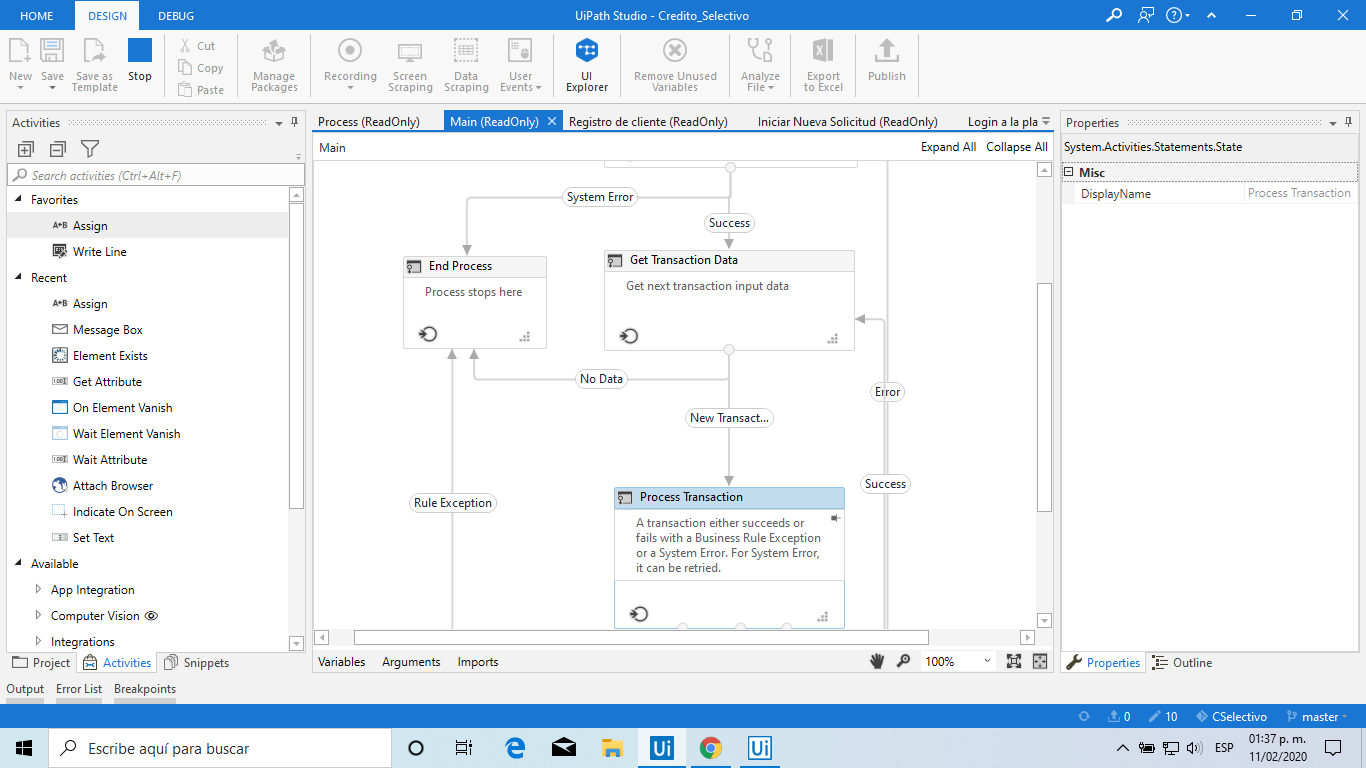 HOME
DESIGN
DEBUG
UiPath Studio - Credito_Selectivo
New
Save
Save as
Template
Stop
Cut
Copy
Paste
Manage
Packages
Recording
Screen
Scraping
Data
Scraping
User
Events
UI
Explorer
Remove Unused
Variables
Analyze
File
Export
to Excel
Publish
Activities
Search activities (Ctrl+Alt+F)
Favorites
A+B Assign
Write Line
Recent
A+B Assign
Message Box
Element Exists
Get Attribute
On Element Vanish
Wait Element Vanish
Wait Attribute
Attach Browser
Indicate On Screen
Set Text
Available
App Integration
Computer Vision
Integrations
Project
Activities
Snippets
Process (ReadOnly)
Main (ReadOnly)
Registro de cliente (ReadOnly)
Iniciar Nueva Solicitud (ReadOnly)
Login a la pla
Main
Expand All
Collapse All
System Error
Success
End Process
Process stops here
Get Transaction Data
Get next transaction input data
No Data
Error
New Transact...
Success
Rule Exception
Process Transaction
A transaction either succeeds or
fails with a Business Rule Exception
or a System Error. For System Error,
it can be retried.
Variables
Arguments
Imports
100%
Properties
System.Activities.Statements.State
Misc
DisplayName
Process Transaction
Properties
Outline
Output
Error List
Breakpoints
0
10
CSelectivo
master
Escribe aquí para buscar
Ui
Ui
ESP
01:37 p. m.
11/02/2020